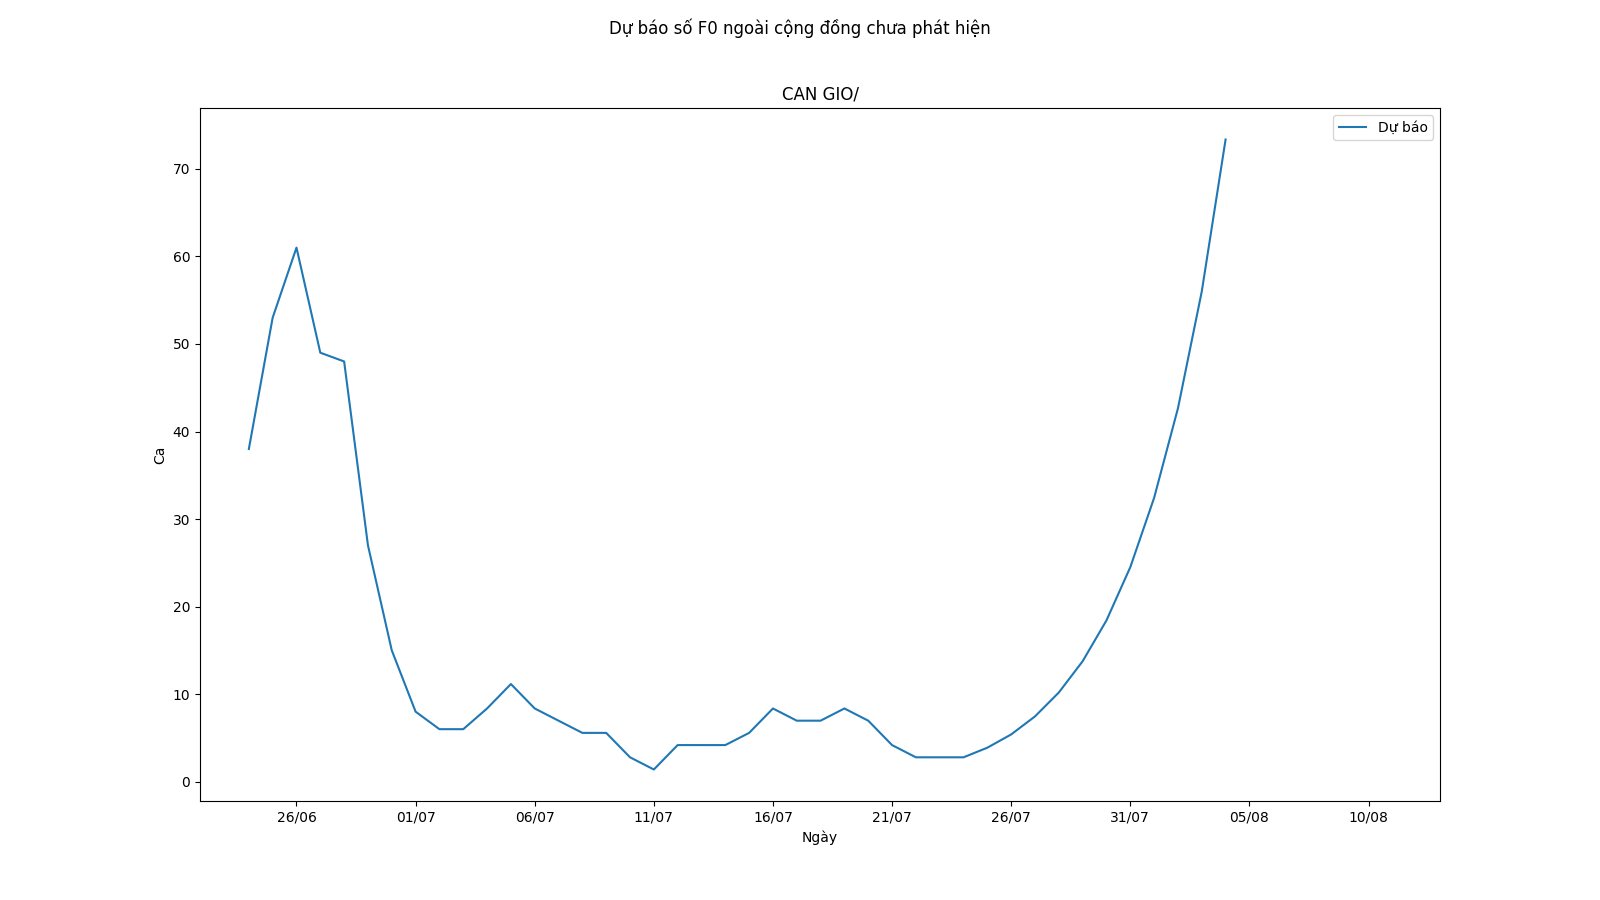 Dự báo số F0 ngoài cộng đồng chưa phát hiện
CAN GIO/
Dự báo
70
60
50
40
30
20
10
0
Ca
26/06 01/07 06/07 11/07 16/07 21/07 26/07 31/07 05/08 10/08
Ngày